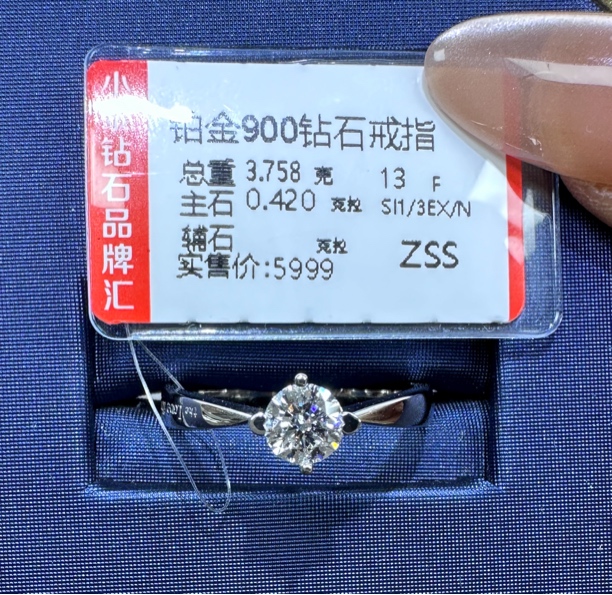 小小钻石品牌汇
铂金900钻石戒指
总重 3.758 克 13 F
主石 0.420 克拉 SI1/3EX/N
辅石 克拉
实售价:5999 ZSS